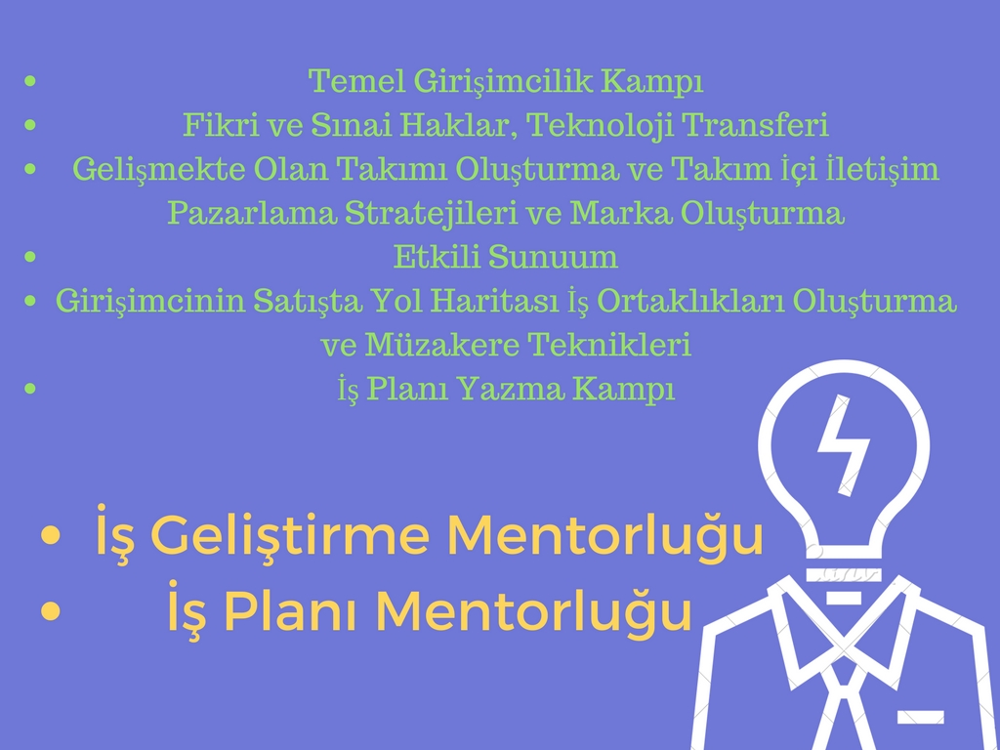 • Temel Girişimcilik Kampı
• Fikri ve Sınai Haklar, Teknoloji Transferi
• Gelişmekte Olan Takımı Oluşturma ve Takım İçi İletişim
Pazarlama Stratejileri ve Marka Oluşturma
• Etkili Sunuum
• Girişimcinin Satışta Yol Haritası İş Ortaklıkları Oluşturma
ve Müzakere Teknikleri
• İş Planı Yazma Kampı
• İş Geliştirme Mentorluğu
• İş Planı Mentorluğu